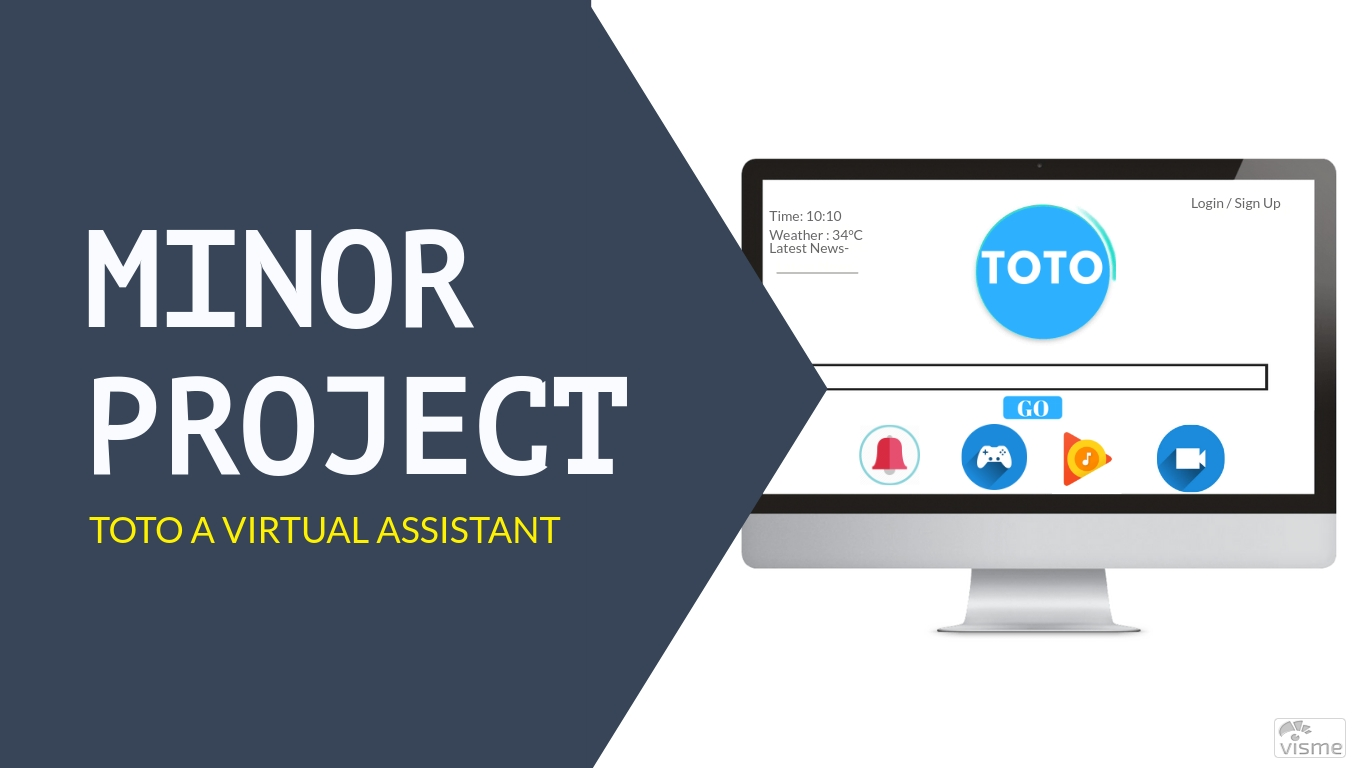 MINOR
PROJECT
TOTO A VIRTUAL ASSISTANT
Login / Sign Up
Time: 10:10
Weather : 34°C
Latest News-
TOTO
GO
visme